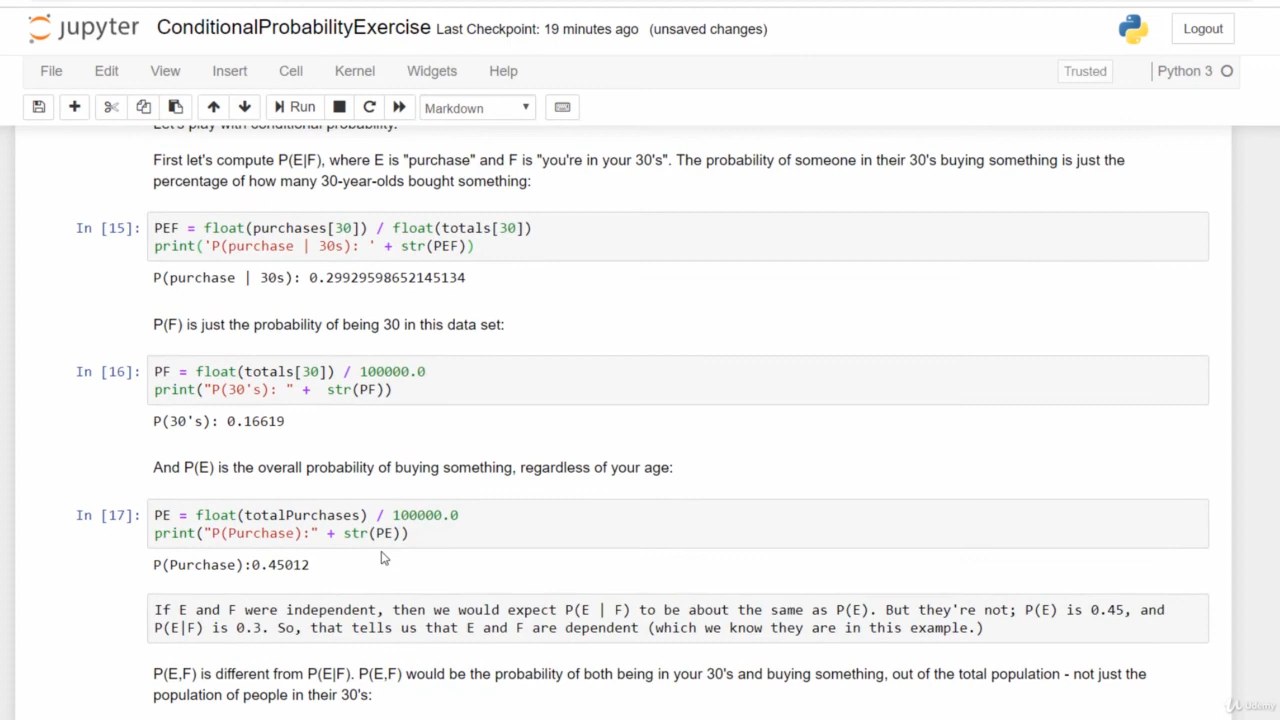 jupyter ConditionalProbabilityExercise Last Checkpoint: 19 minutes ago (unsaved changes) Logout
File Edit View Insert Cell Kernel Widgets Help Trusted Python 3
Run Markdown
Let's play with conditional probability.
First let's compute P(E|F), where E is "purchase" and F is "you're in your 30's". The probability of someone in their 30's buying something is just the
percentage of how many 30-year-olds bought something:
In [15]: PEF = float(purchases[30]) / float(totals[30])
print('P(purchase | 30s): ' + str(PEF))
P(purchase | 30s): 0.29929598652145134
P(F) is just the probability of being 30 in this data set:
In [16]: PF = float(totals[30]) / 100000.0
print("P(30's): " +  str(PF))
P(30's): 0.16619
And P(E) is the overall probability of buying something, regardless of your age:
In [17]: PE = float(totalPurchases) / 100000.0
print("P(Purchase):" + str(PE))
P(Purchase):0.45012
If E and F were independent, then we would expect P(E | F) to be about the same as P(E). But they're not; P(E) is 0.45, and
P(E|F) is 0.3. So, that tells us that E and F are dependent (which we know they are in this example.)
P(E,F) is different from P(E|F). P(E,F) would be the probability of both being in your 30's and buying something, out of the total population - not just the
population of people in their 30's:
Udemy